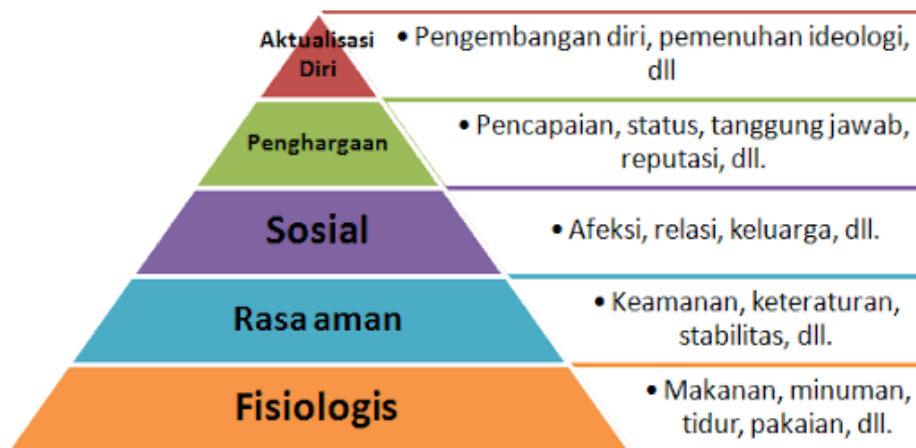 Aktualisasi
Diri
• Pengembangan diri, pemenuhan ideologi,
dll
Penghargaan
• Pencapaian, status, tanggung jawab,
reputasi, dll.
Sosial
• Afeksi, relasi, keluarga, dll.
Rasa aman
• Keamanan, keteraturan,
stabilitas, dll.
Fisiologis
• Makanan, minuman,
tidur, pakaian, dll.